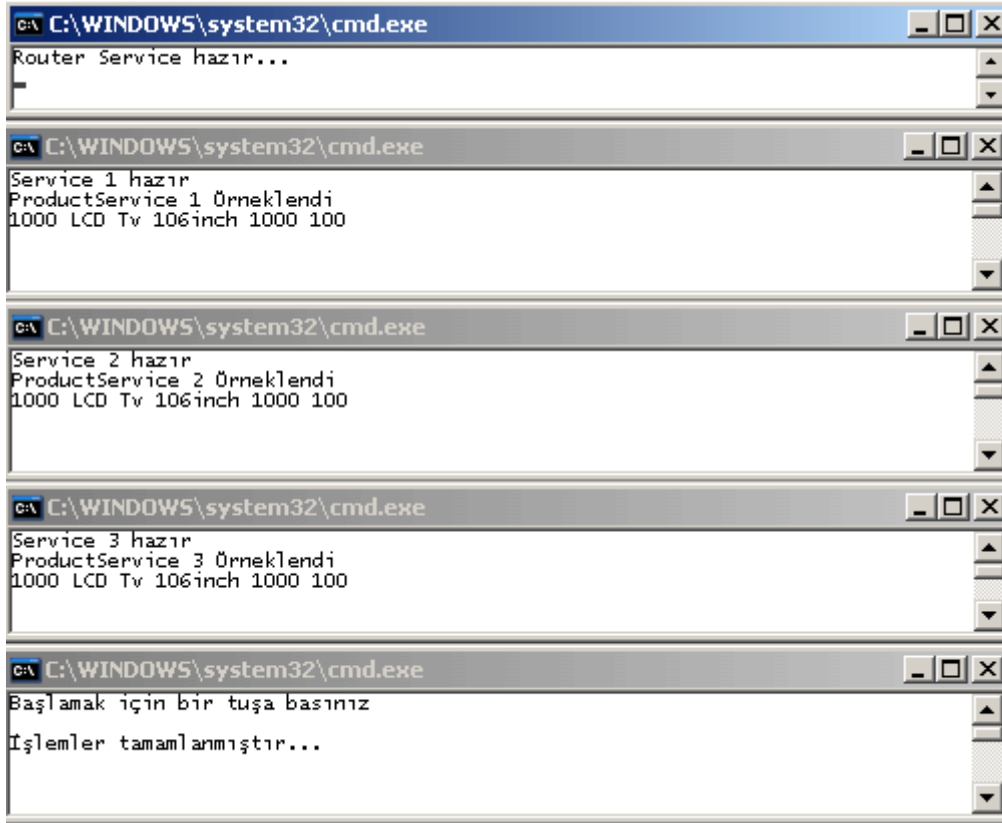 C:\WINDOWS\system32\cmd.exe
Router Service hazır...
C:\WINDOWS\system32\cmd.exe
Service 1 hazır
ProductService 1 Örneklendi
1000 LCD Tv 106inch 1000 100
C:\WINDOWS\system32\cmd.exe
Service 2 hazır
ProductService 2 Örneklendi
1000 LCD Tv 106inch 1000 100
C:\WINDOWS\system32\cmd.exe
Service 3 hazır
ProductService 3 Örneklendi
1000 LCD Tv 106inch 1000 100
C:\WINDOWS\system32\cmd.exe
Başlamak için bir tuşa basınız
İşlemler tamamlanmıştır...